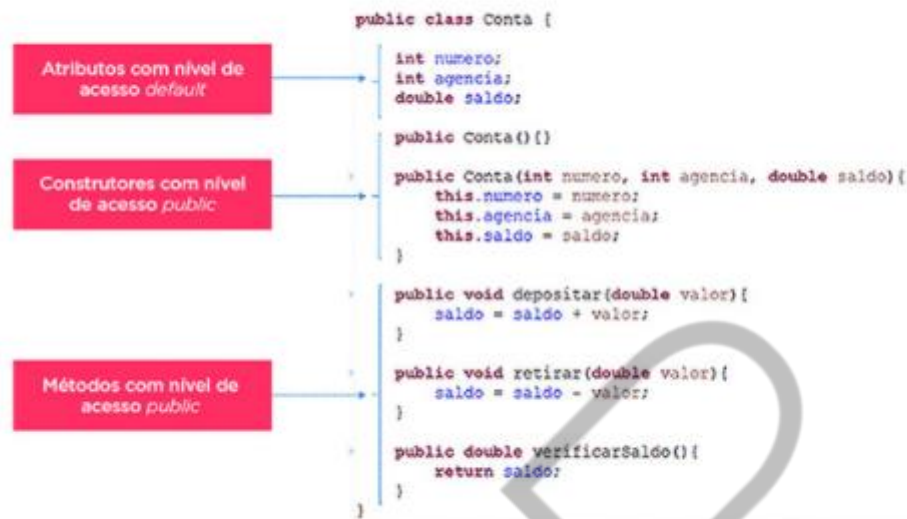 public class Conta {
Atributos com nível de
acesso default
int numero;
int agencia;
double saldo;
public Conta(){}
Construtores com nível
de acesso public
public Conta(int numero, int agencia, double saldo){
this.numero = numero;
this.agencia = agencia;
this.saldo = saldo;
}
public void depositar(double valor){
saldo = saldo + valor;
}
Métodos com nível de
acesso public
public void retirar(double valor){
saldo = saldo - valor;
}
public double verificarSaldo(){
return saldo;
}
}